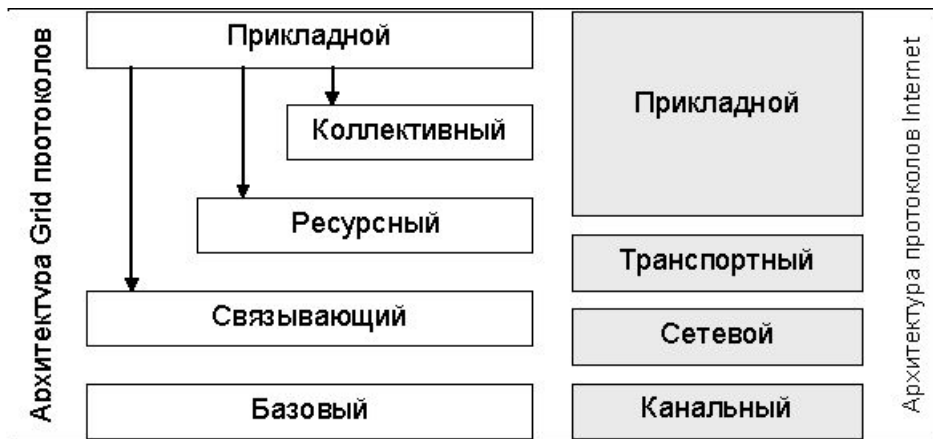 Архитектура Grid протоколов
Прикладной
Коллективный
Ресурсный
Связывающий
Базовый
Прикладной
Транспортный
Сетевой
Канальный
Архитектура протоколов Internet